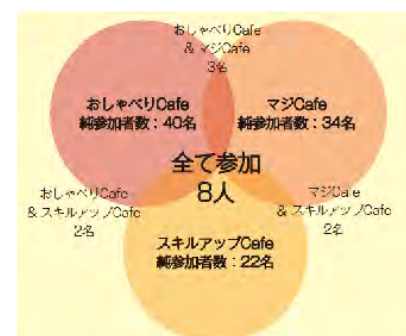 おしゃべりCafe
& マジCafe
3名
おしゃべりCafe
純参加者数：40名
マジCafe
純参加者数：34名
全て参加
8人
おしゃべりCafe
& スキルアップCafe
2名
マジCafe
& スキルアップCafe
2名
スキルアップCafe
純参加者数：22名